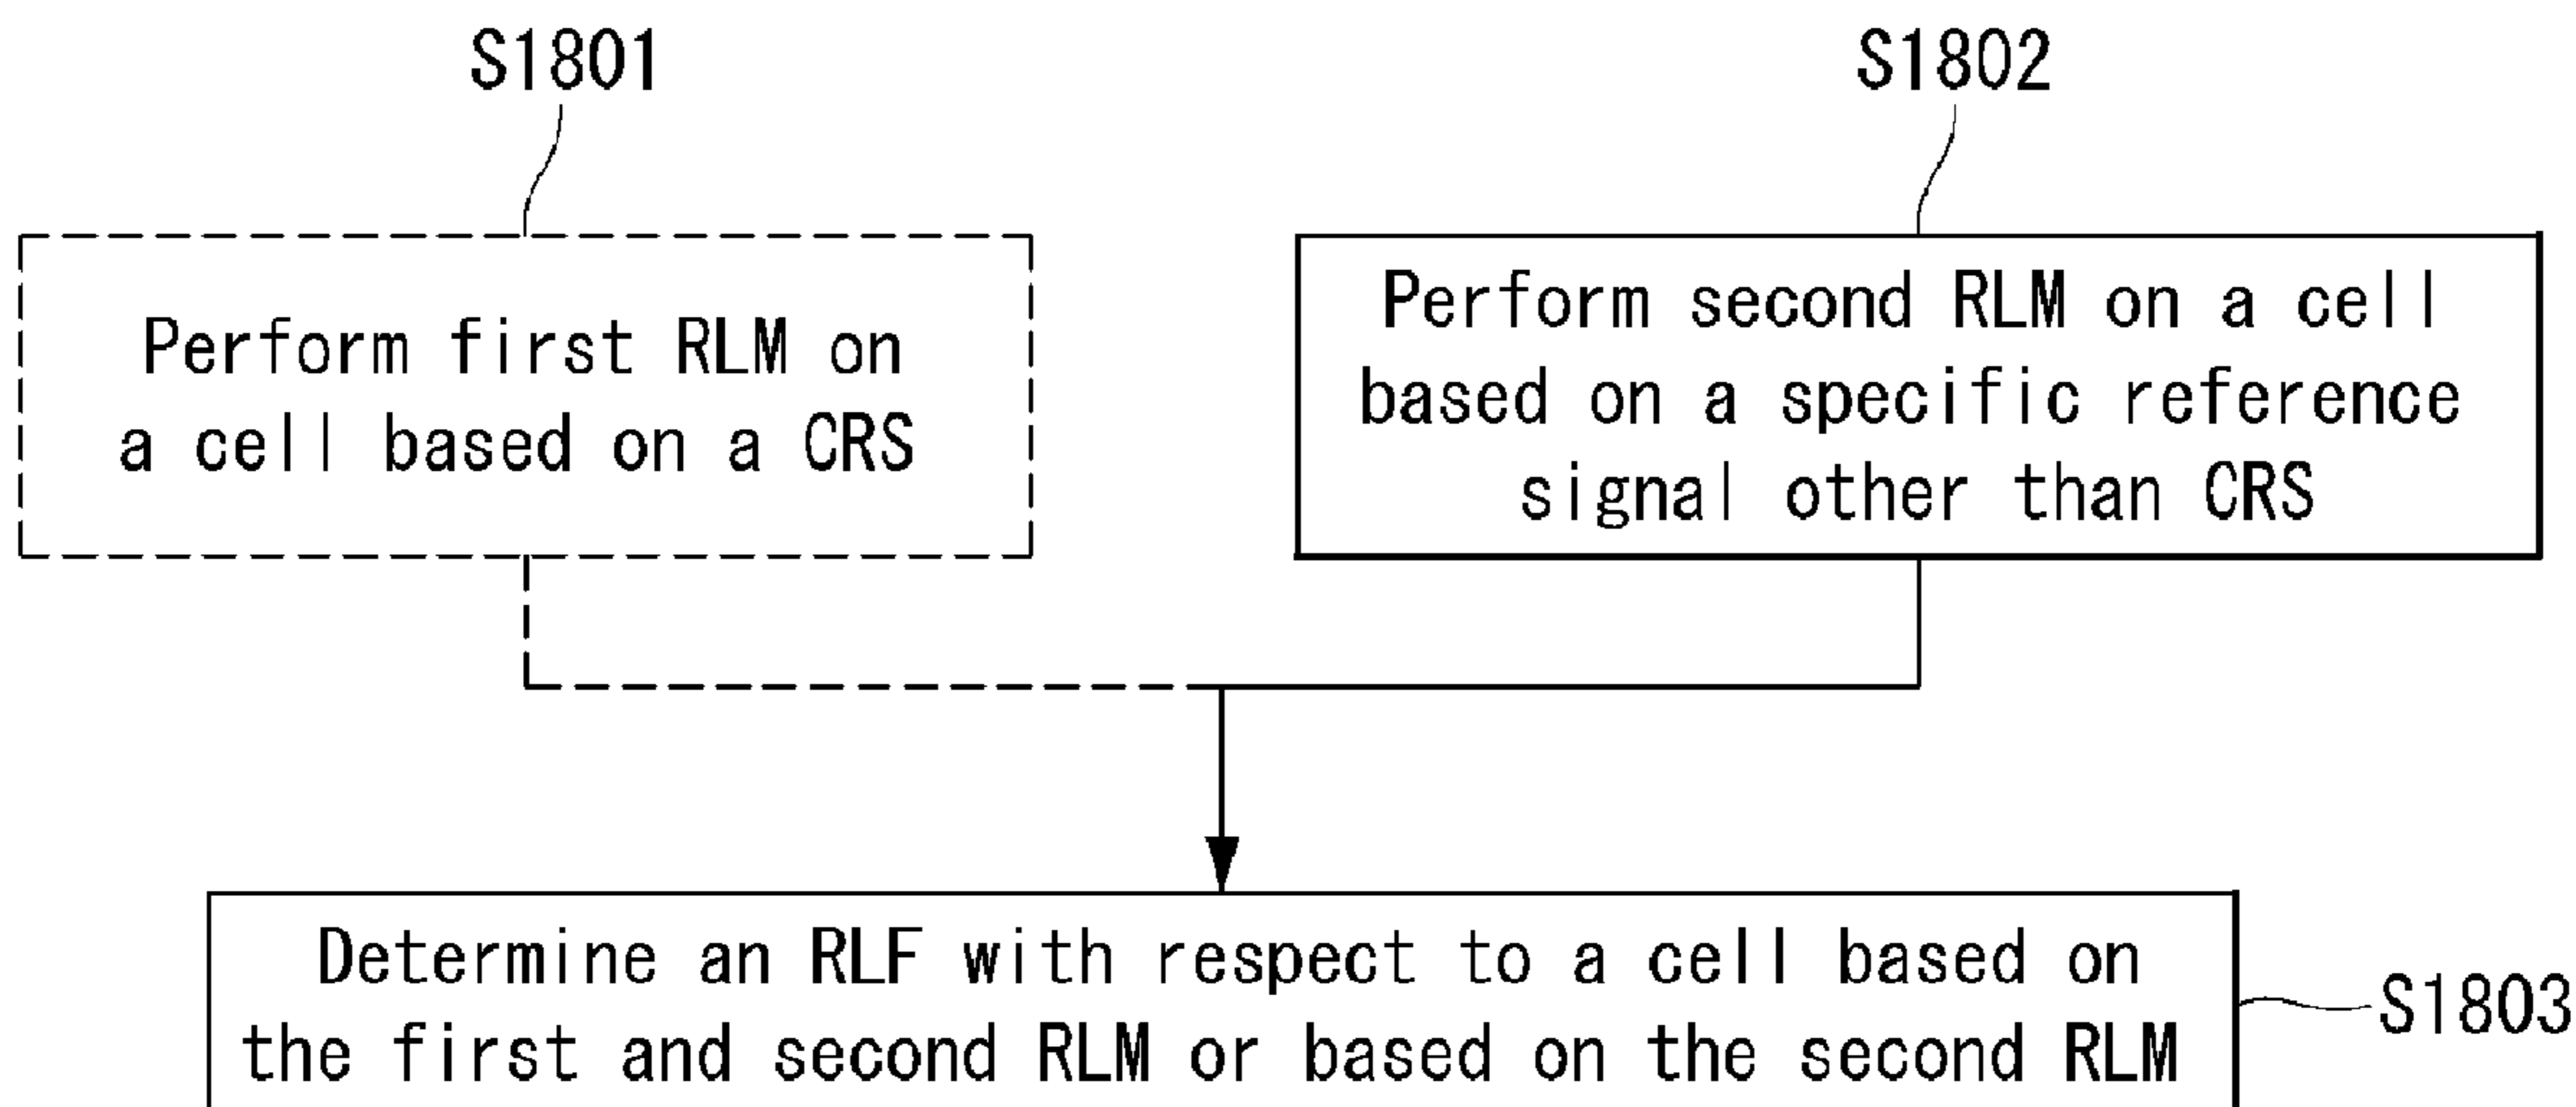 S1801
S1802
Perform first RLM on
a cell based on a CRS
Perform second RLM on a cell
based on a specific reference
signal other than CRS
Determine an RLF with respect to a cell based on
the first and second RLM or based on the second RLM
S1803